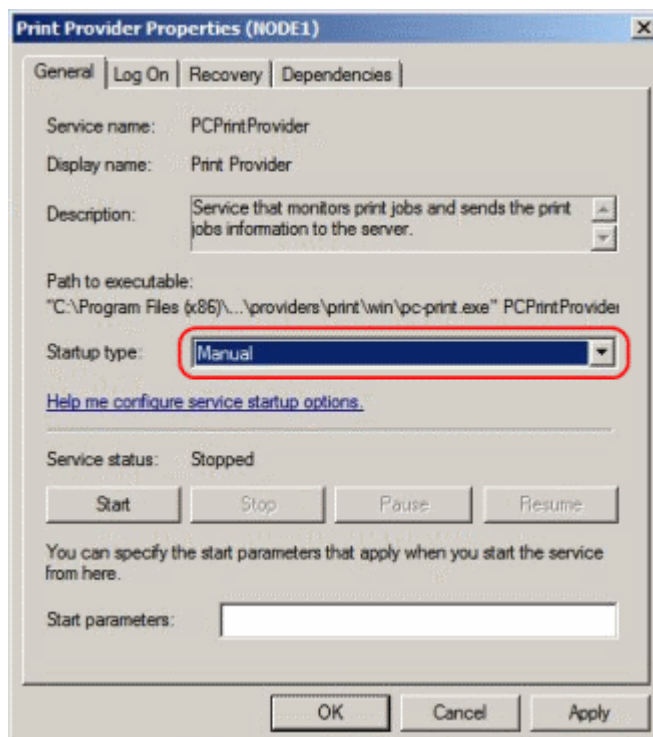 Print Provider Properties (NODE1)
General Log On Recovery Dependencies
Service name: PCPrintProvider
Display name: Print Provider
Description: Service that monitors print jobs and sends the print
jobs information to the server.
Path to executable:
"C:\Program Files (x86)\...\providers\print\win\pc-print.exe" PCPrintProvider
Startup type: Manual
Help me configure service startup options.
Service status: Stopped
Start Stop Pause Resume
You can specify the start parameters that apply when you start the service
from here.
Start parameters:
OK Cancel Apply